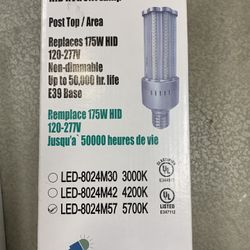 Post Top / Area
Replaces 175W HID
120-277V
Non-dimmable
Up to 50,000 hr. life
E39 Base
Remplace 175W HID
120-277V
Jusqu'a` 50000 heures de vie
LED-8024M30 3000K
LED-8024M42 4200K
LED-8024M57 5700K
LISTED